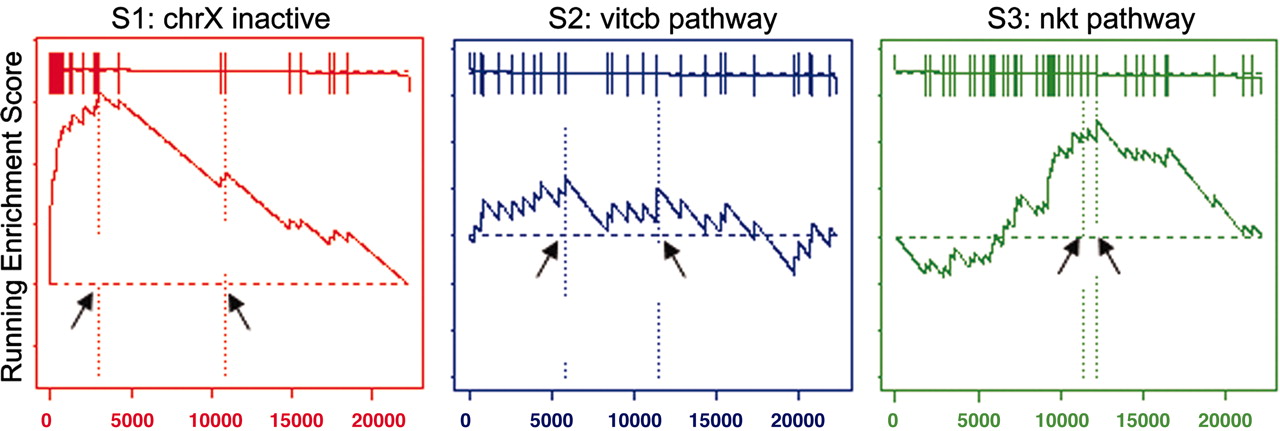 S1: chrX inactive
S2: vitcb pathway
S3: nkt pathway
Running Enrichment Score
0 5000 10000 15000 20000
0 5000 10000 15000 20000
0 5000 10000 15000 20000